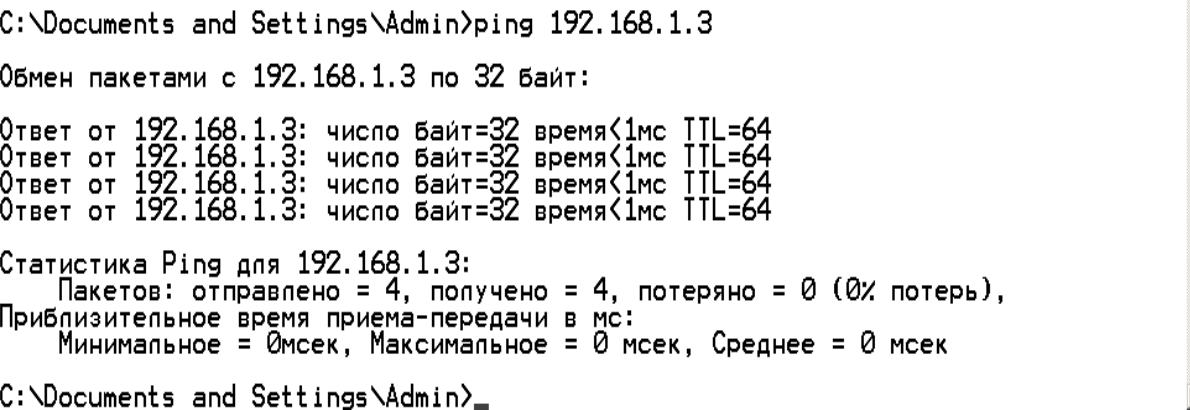 C:\Documents and Settings\Admin>ping 192.168.1.3
Обмен пакетами с 192.168.1.3 по 32 байт:
Ответ от 192.168.1.3: число байт=32 время<1мс TTL=64
Ответ от 192.168.1.3: число байт=32 время<1мс TTL=64
Ответ от 192.168.1.3: число байт=32 время<1мс TTL=64
Ответ от 192.168.1.3: число байт=32 время<1мс TTL=64
Статистика Ping для 192.168.1.3:
Пакетов: отправлено = 4, получено = 4, потеряно = 0 (0% потерь),
Приблизительное время приема-передачи в мс:
Минимальное = 0мсек, Максимальное = 0 мсек, Среднее = 0 мсек
C:\Documents and Settings\Admin>_